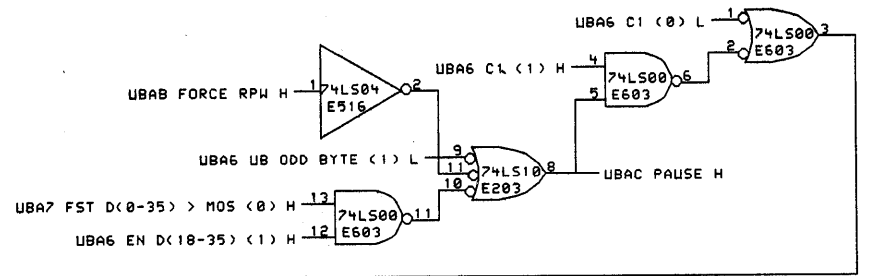 UBA6 C1 (0) L 1
74LS00 3
2 E603
UBA6 C1 (1) H 4
74LS00 6
5 E603
UBAB FORCE RPW H 1 74LS04 2
E516
UBA6 UB ODD BYTE (1) L 9
11 74LS10 8
10 E203
UBAC PAUSE H
UBA7 FST D(0-35) > MOS (0) H 13
74LS00 11
E603
UBA6 EN D(18-35) (1) H 12